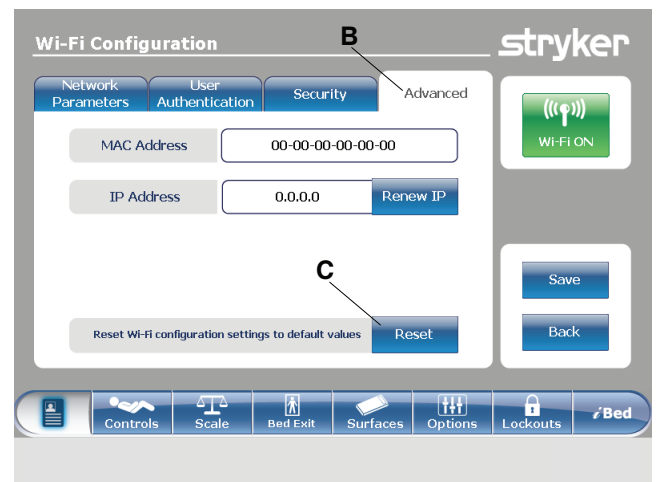 Wi-Fi Configuration
B
stryker
Network
Parameters
User
Authentication
Security
Advanced
MAC Address
00-00-00-00-00-00
Wi-Fi ON
IP Address
0.0.0.0
Renew IP
C
Save
Reset Wi-Fi configuration settings to default values
Reset
Back
Controls
Scale
Bed Exit
Surfaces
Options
Lockouts
iBed